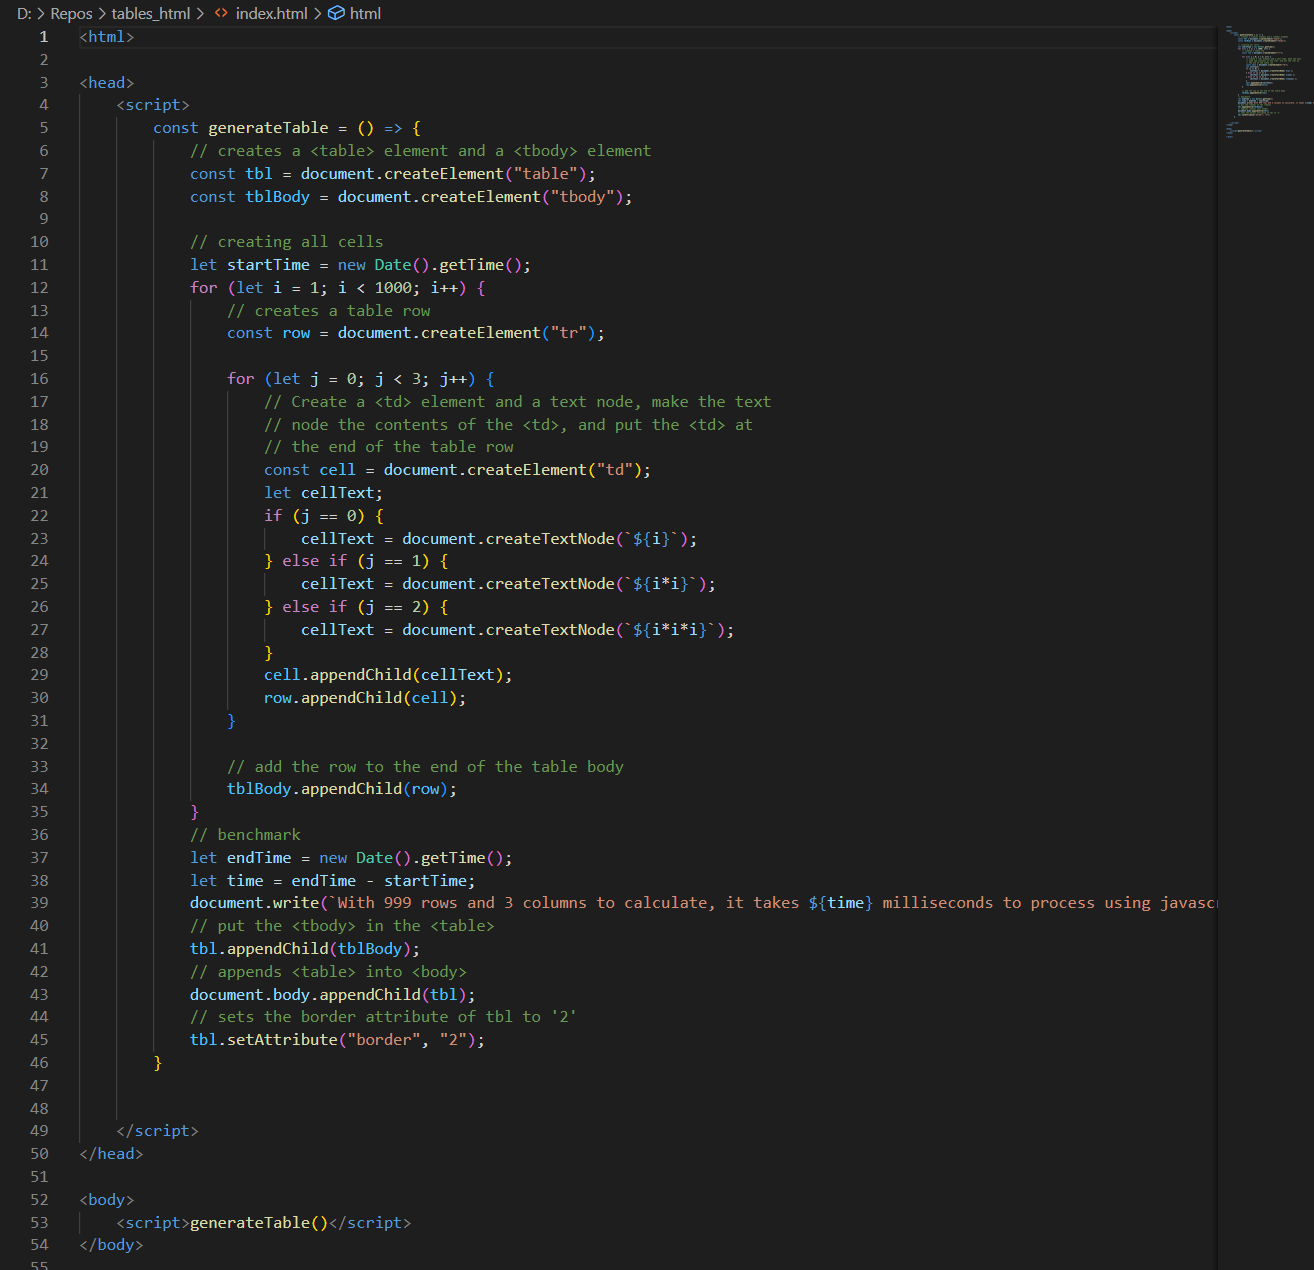 D: > Repos > tables_html > <> index.html > html
1 <html>
2
3 <head>
4     <script>
5         const generateTable = () => {
6             // creates a <table> element and a <tbody> element
7             const tbl = document.createElement("table");
8             const tblBody = document.createElement("tbody");
9
10             // creating all cells
11             let startTime = new Date().getTime();
12             for (let i = 1; i < 1000; i++) {
13                 // creates a table row
14                 const row = document.createElement("tr");
15
16                 for (let j = 0; j < 3; j++) {
17                     // Create a <td> element and a text node, make the text
18                     // node the contents of the <td>, and put the <td> at
19                     // the end of the table row
20                     const cell = document.createElement("td");
21                     let cellText;
22                     if (j == 0) {
23                         cellText = document.createTextNode(`${i}`);
24                     } else if (j == 1) {
25                         cellText = document.createTextNode(`${i*i}`);
26                     } else if (j == 2) {
27                         cellText = document.createTextNode(`${i*i*i}`);
28                     }
29                     cell.appendChild(cellText);
30                     row.appendChild(cell);
31                 }
32
33                 // add the row to the end of the table body
34                 tblBody.appendChild(row);
35             }
36             // benchmark
37             let endTime = new Date().getTime();
38             let time = endTime - startTime;
39             document.write(`With 999 rows and 3 columns to calculate, it takes ${time} milliseconds to process using javasc
40             // put the <tbody> in the <table>
41             tbl.appendChild(tblBody);
42             // appends <table> into <body>
43             document.body.appendChild(tbl);
44             // sets the border attribute of tbl to '2'
45             tbl.setAttribute("border", "2");
46         }
47
48
49     </script>
50 </head>
51
52 <body>
53     <script>generateTable()</script>
54 </body>
55